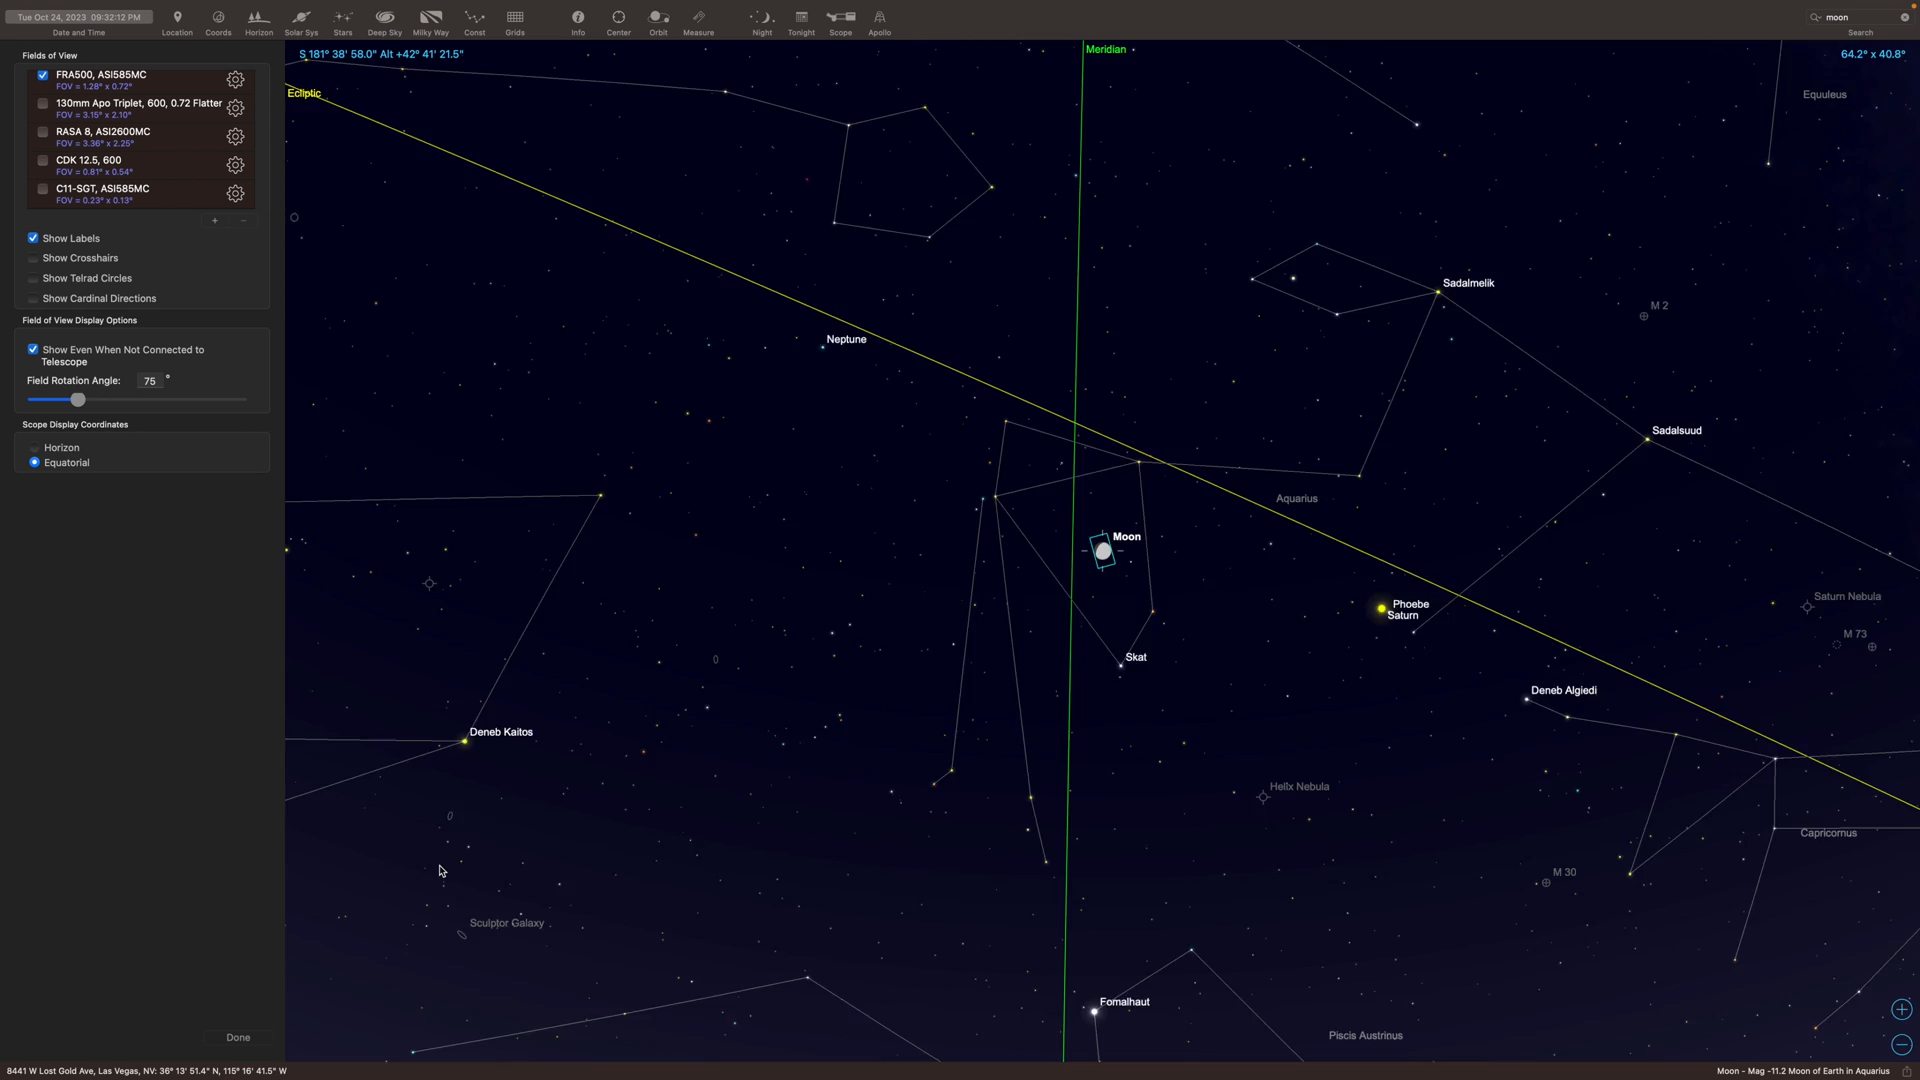 Tue Oct 24, 2023 09:32:12 PM
Date and Time
Location
Coords
Horizon
Solar Sys
Stars
Deep Sky
Milky Way
Const
Grids
Info
Center
Orbit
Measure
Night
Tonight
Scope
Apollo
moon
Search
Fields of View
FRA500, ASI585MC
FOV = 1.28° x 0.72°
130mm Apo Triplet, 600, 0.72 Flatter
FOV = 3.15° x 2.10°
RASA 8, ASI2600MC
FOV = 3.36° x 2.25°
CDK 12.5, 600
FOV = 0.81° x 0.54°
C11-SGT, ASI585MC
FOV = 0.23° x 0.13°
+ −
Show Labels
Show Crosshairs
Show Telrad Circles
Show Cardinal Directions
Field of View Display Options
Show Even When Not Connected to
Telescope
Field Rotation Angle: 75 °
Scope Display Coordinates
Horizon
Equatorial
Done
S 181° 38' 58.0" Alt +42° 41' 21.5"
Meridian
64.2° x 40.8°
Ecliptic
Equuleus
Sadalmelik
M 2
Neptune
Sadalsuud
Aquarius
Moon
Saturn Nebula
Phoebe
Saturn
M 73
Skat
Deneb Algiedi
Deneb Kaitos
Helix Nebula
Capricornus
M 30
Sculptor Galaxy
Fomalhaut
Piscis Austrinus
8441 W Lost Gold Ave, Las Vegas, NV: 36° 13' 51.4" N, 115° 16' 41.5" W
Moon - Mag -11.2 Moon of Earth in Aquarius